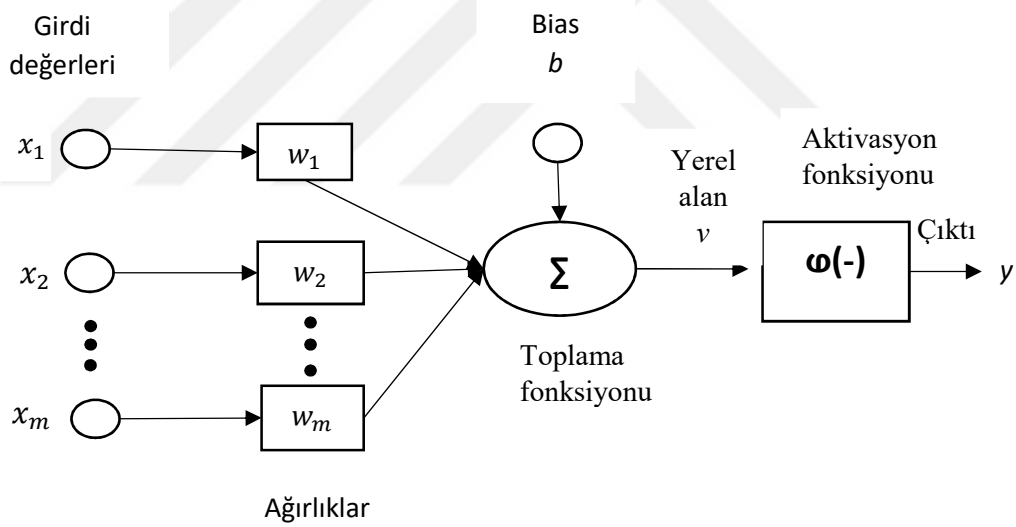 Girdi
değerleri
Bias
b
x₁
w₁
Yerel
alan
v
Aktivasyon
fonksiyonu
x₂
w₂
Σ
φ(-)
Çıktı
y
Toplama
fonksiyonu
xₘ
wₘ
Ağırlıklar